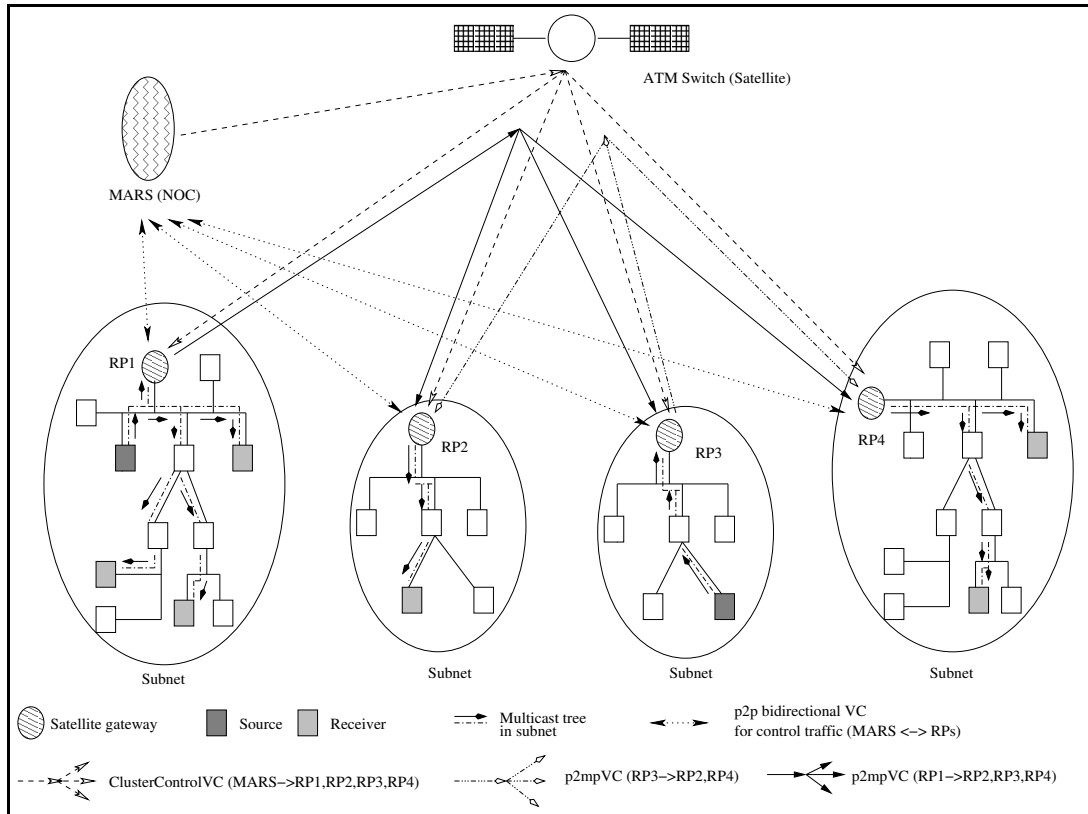 ATM Switch (Satellite)
MARS (NOC)
RP1
RP2
RP3
RP4
Subnet
Subnet
Subnet
Subnet
Satellite gateway
Source
Receiver
Multicast tree
in subnet
p2p bidirectional VC
for control traffic (MARS <-> RPs)
ClusterControlVC (MARS->RP1,RP2,RP3,RP4)
p2mpVC (RP3->RP2,RP4)
p2mpVC (RP1->RP2,RP3,RP4)